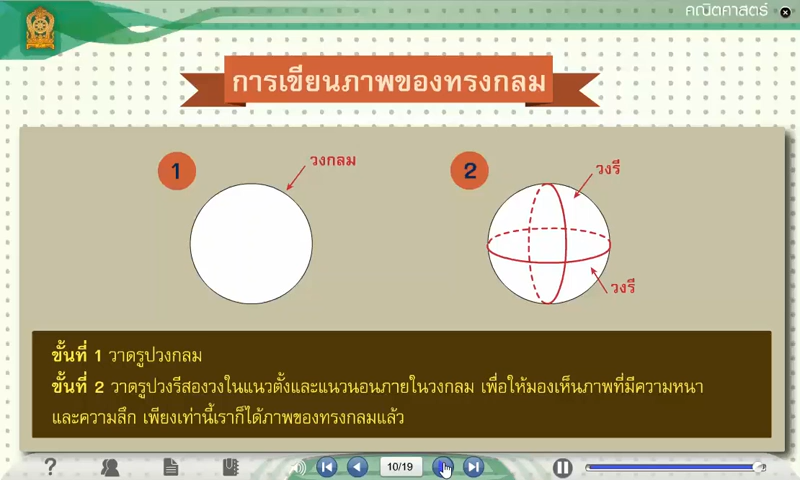 คณิตศาสตร์
การเขียนภาพของทรงกลม
1
วงกลม
2
วงรี
วงรี
ขั้นที่ 1 วาดรูปวงกลม
ขั้นที่ 2 วาดรูปวงรีสองวงในแนวตั้งและแนวนอนภายในวงกลม เพื่อให้มองเห็นภาพที่มีความหนา
และความลึก เพียงเท่านี้เราก็ได้ภาพของทรงกลมแล้ว
?
10/19